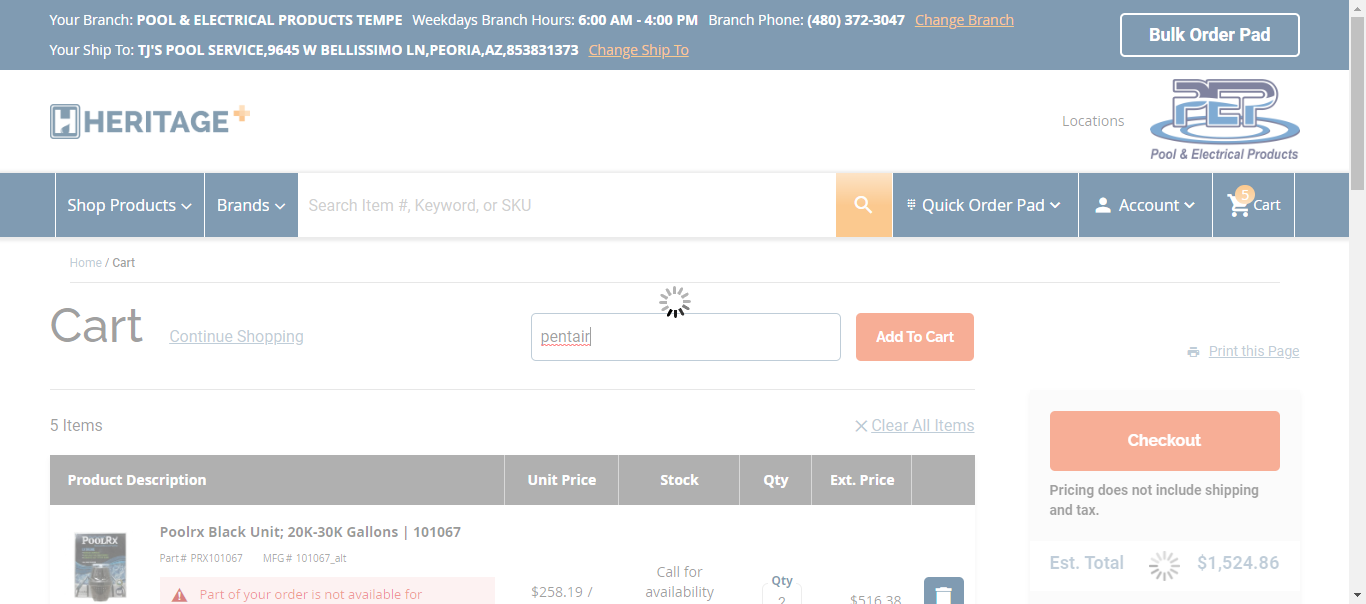 Your Branch: POOL & ELECTRICAL PRODUCTS TEMPE Weekdays Branch Hours: 6:00 AM - 4:00 PM Branch Phone: (480) 372-3047 Change Branch
Your Ship To: TJ'S POOL SERVICE,9645 W BELLISSIMO LN,PEORIA,AZ,853831373 Change Ship To
Bulk Order Pad
HERITAGE+
Locations
PEP
Pool & Electrical Products
Shop Products
Brands
Search Item #, Keyword, or SKU
Quick Order Pad
Account
5
Cart
Home / Cart
Cart
Continue Shopping
pentair
Add To Cart
Print this Page
5 Items
Clear All Items
Checkout
Product Description Unit Price Stock Qty Ext. Price
Pricing does not include shipping
and tax.
Poolrx Black Unit; 20K-30K Gallons | 101067
Part# PRX101067 MFG# 101067_alt
POOLRX
Part of your order is not available for
$258.19 /
Call for
availability
Qty
2
$516.38
Est. Total $1,524.86